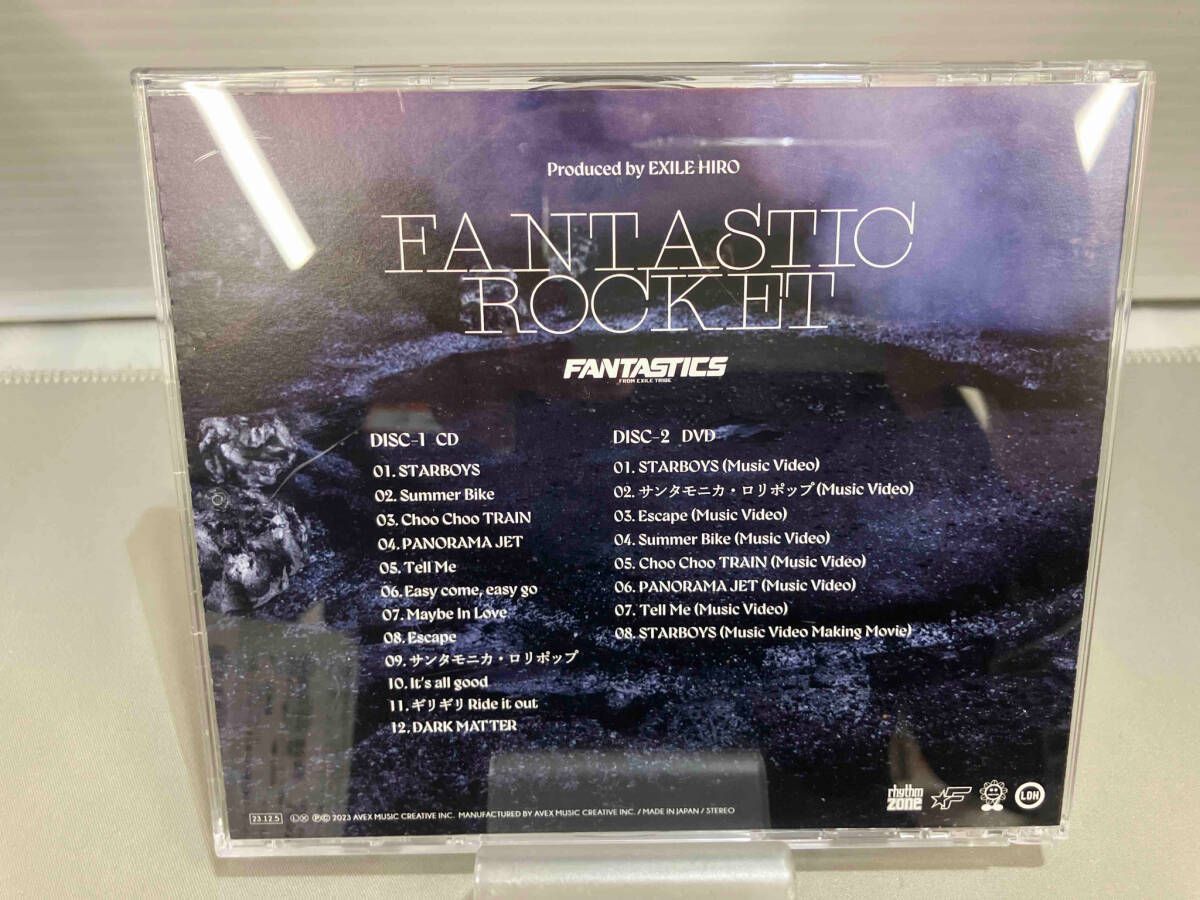 Produced by EXILE HIRO
FANTASTIC
ROCKET
FANTASTICS
FROM EXILE TRIBE
DISC-1 CD
01. STARBOYS
02. Summer Bike
03. Choo Choo TRAIN
04. PANORAMA JET
05. Tell Me
06. Easy come, easy go
07. Maybe In Love
08. Escape
09. サンタモニカ・ロリポップ
10. It's all good
11. ギリギリ Ride it out
12. DARK MATTER
DISC-2 DVD
01. STARBOYS (Music Video)
02. サンタモニカ・ロリポップ (Music Video)
03. Escape (Music Video)
04. Summer Bike (Music Video)
05. Choo Choo TRAIN (Music Video)
06. PANORAMA JET (Music Video)
07. Tell Me (Music Video)
08. STARBOYS (Music Video Making Movie)
rhythm
zone
F
LDH
23.12.5 Ⓛ Ⓧ ℗© 2023 AVEX MUSIC CREATIVE INC. MANUFACTURED BY AVEX MUSIC CREATIVE INC. / MADE IN JAPAN / STEREO